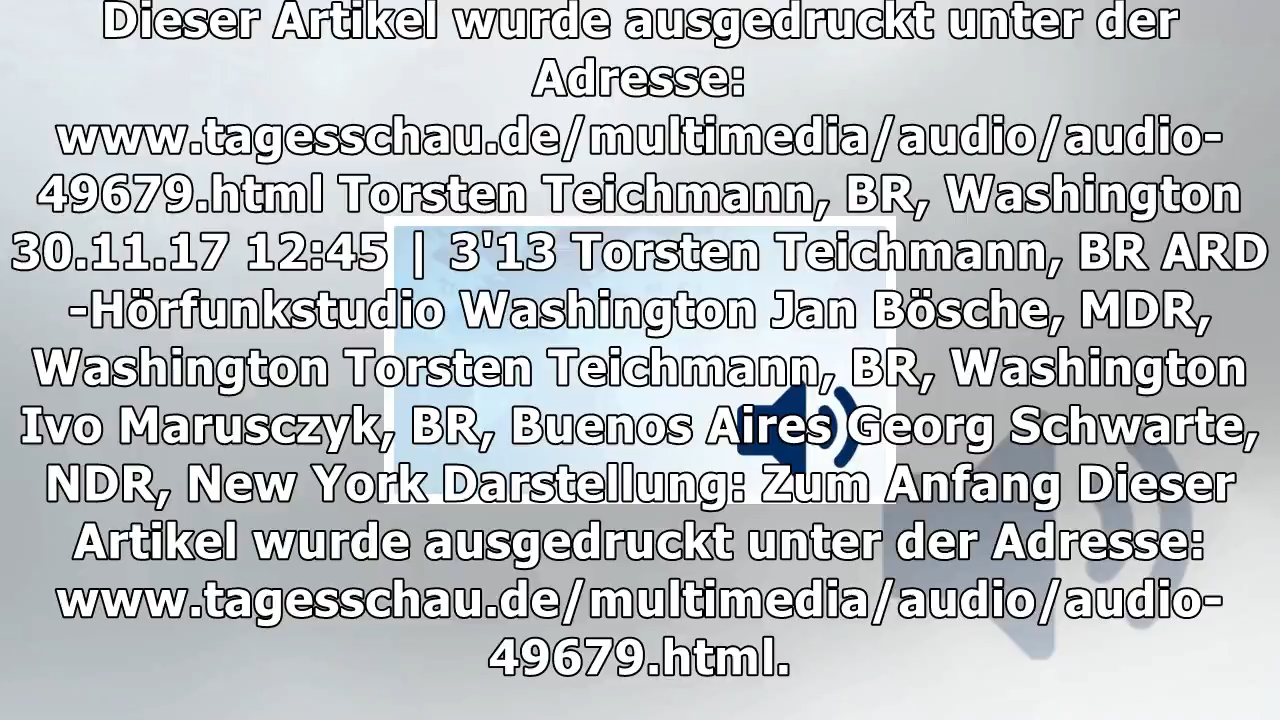 Dieser Artikel wurde ausgedruckt unter der
Adresse:
www.tagesschau.de/multimedia/audio/audio-
49679.html Torsten Teichmann, BR, Washington
30.11.17 12:45 | 3'13 Torsten Teichmann, BR ARD
-Hörfunkstudio Washington Jan Bösche, MDR,
Washington Torsten Teichmann, BR, Washington
Ivo Marusczyk, BR, Buenos Aires Georg Schwarte,
NDR, New York Darstellung: Zum Anfang Dieser
Artikel wurde ausgedruckt unter der Adresse:
www.tagesschau.de/multimedia/audio/audio-
49679.html.